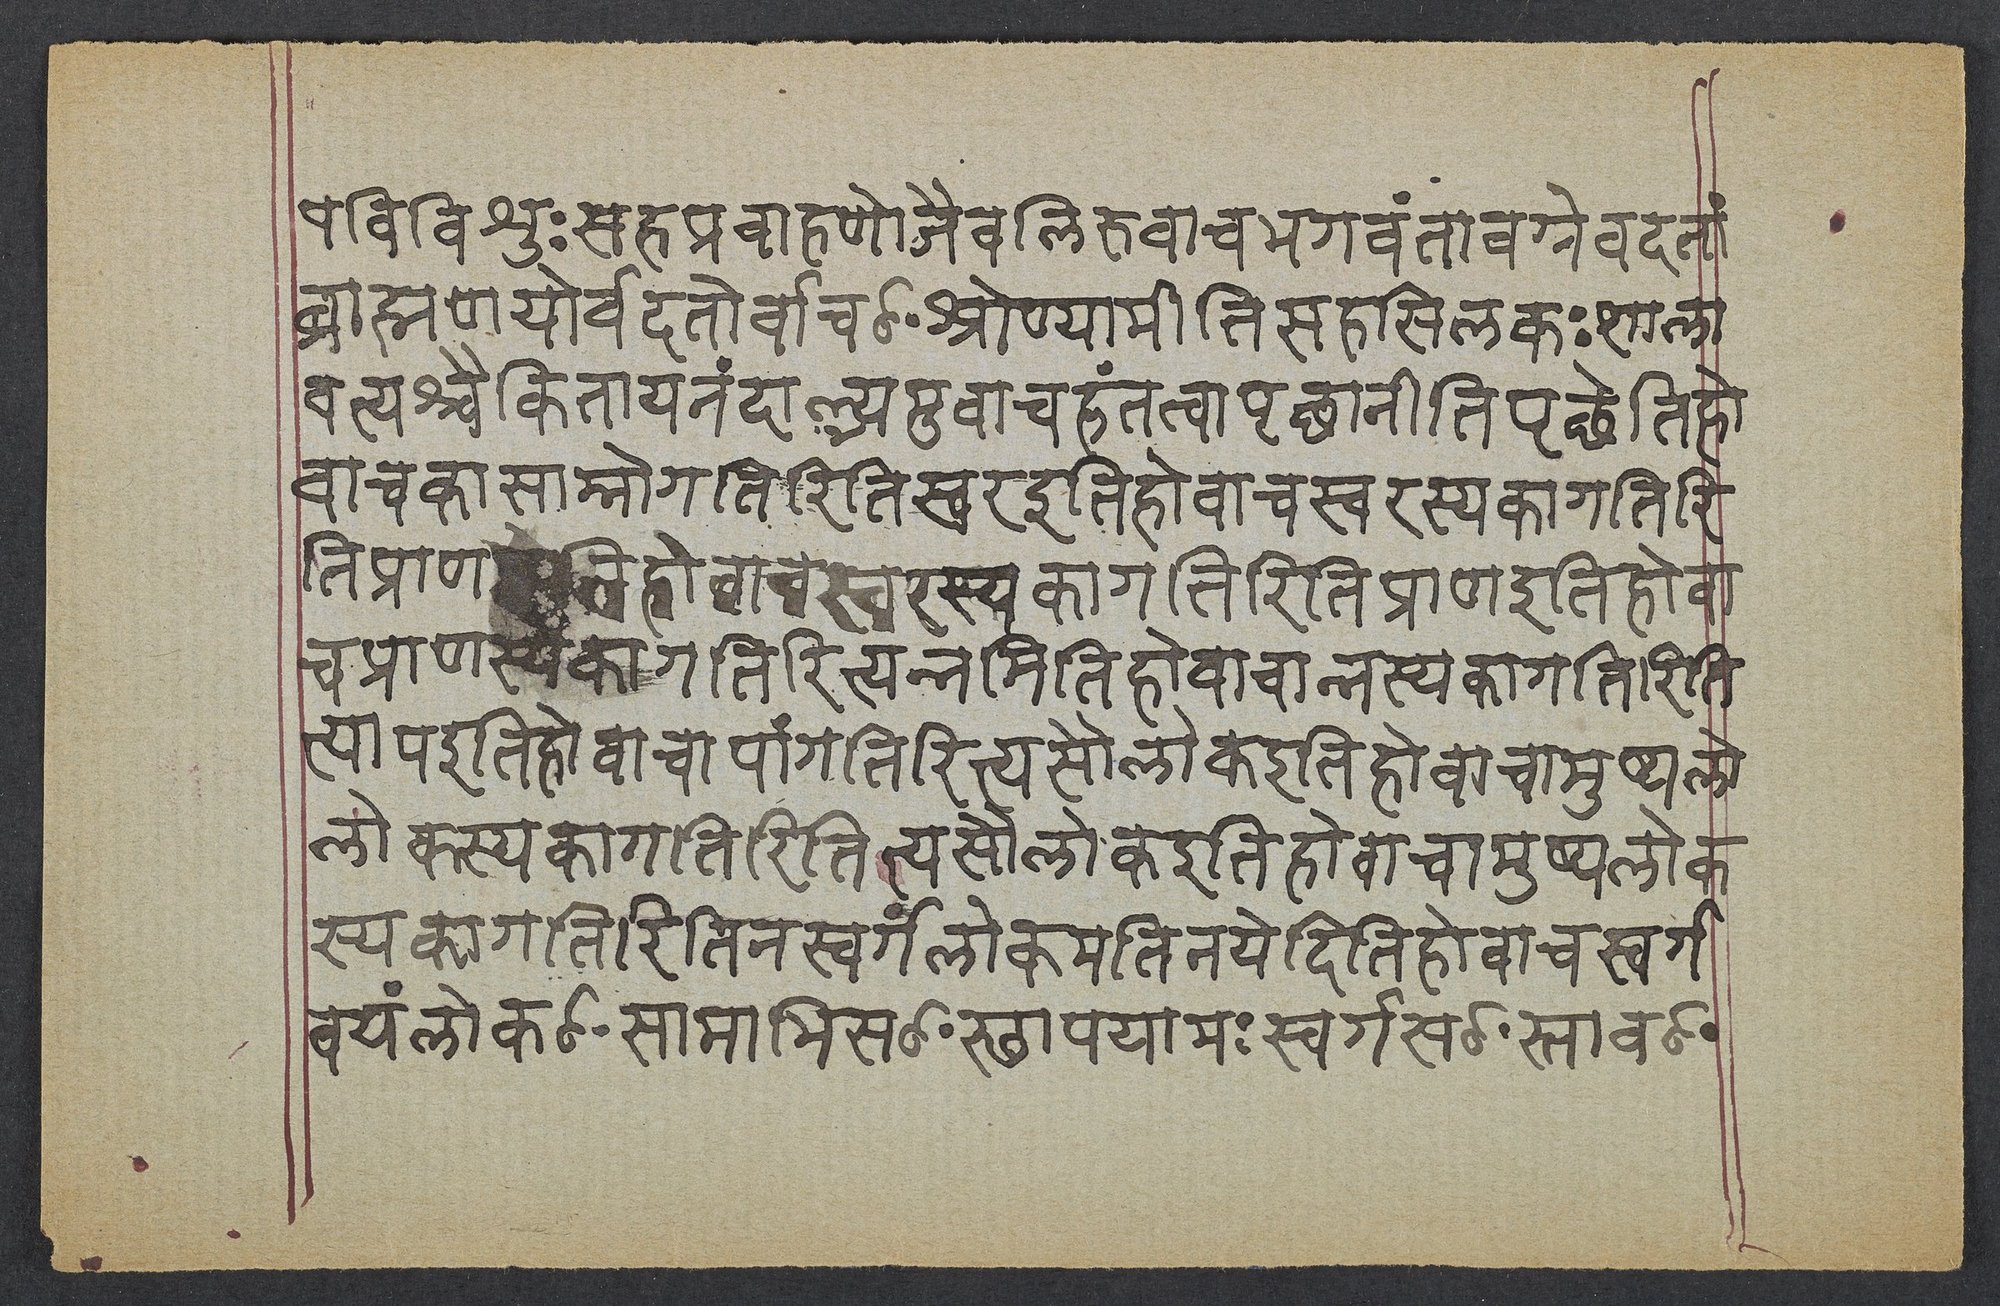 पविविश्युः सहप्रवाहणोजैवलिरुवाचभगवंतावग्नेवदतां
ब्राह्मणयोर्वदतोर्वाचꣳश्रोष्यामीतिसहसिलकः शाला
वत्यश्चैकितायनंदाल्भ्यमुवाचहंतत्वापृछानीतिपृछेतिहो
वाचकासाम्नोगतिरितिस्वरइतिहोवाचस्वरस्यकागतिरि
तिप्राणइतिहोवाचस्वरस्यकागतिरितिप्राणइतिहोवा
चप्राणस्यकागतिरित्यन्नमितिहोवाचान्नस्यकागतिरिति
त्यापइतिहोवाचापांगतिरित्यसौलोकइतिहोवाचामुष्यलो
लोकस्यकागतिरितित्यसौलोकइतिहोवाचामुष्यलोक
स्यकागतिरितिनस्वर्गंलोकमतिनयेदितिहोवाचस्वर्ग
वयंलोकꣳसामाभिसꣳस्थापयामः स्वर्गसꣳस्तावꣳ